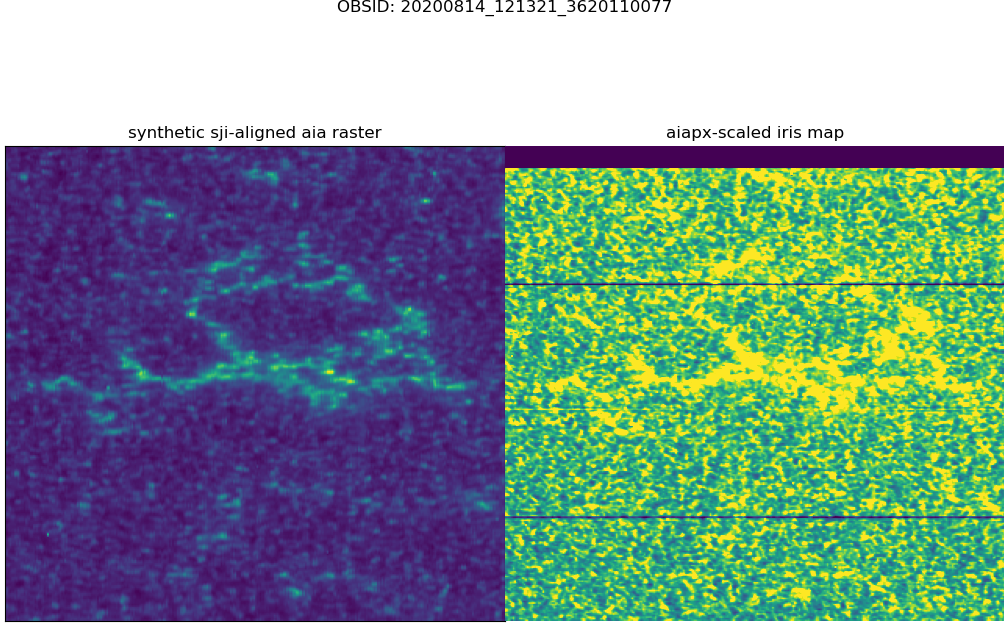 OBSID: 20200814_121321_3620110077
synthetic sji-aligned aia raster
aiapx-scaled iris map